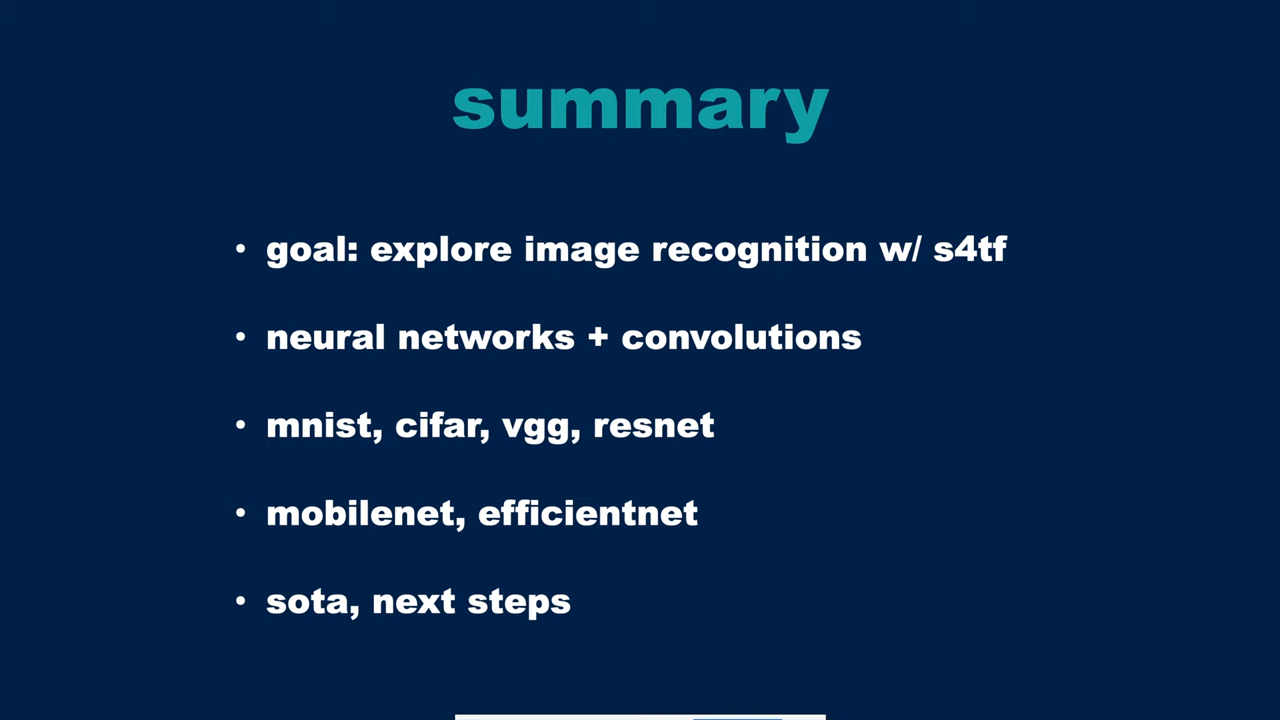 summary
• goal: explore image recognition w/ s4tf
• neural networks + convolutions
• mnist, cifar, vgg, resnet
• mobilenet, efficientnet
• sota, next steps